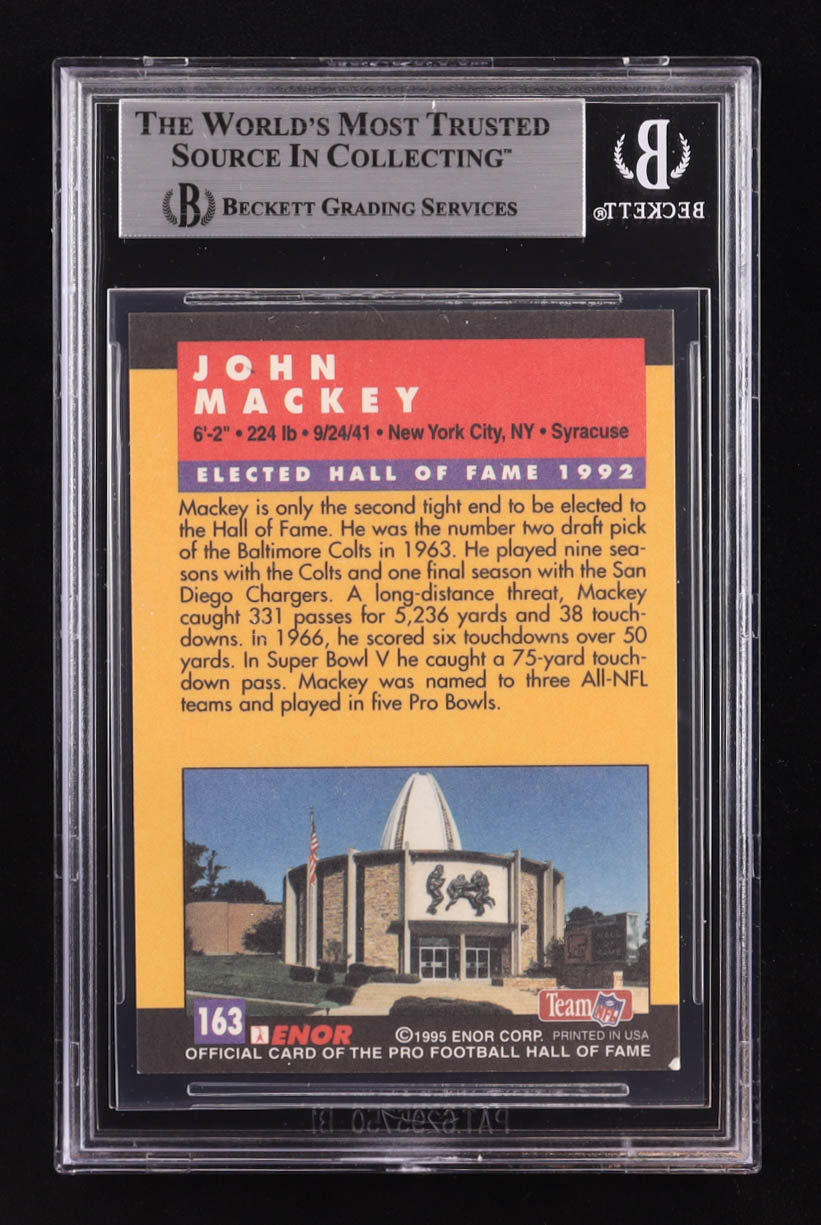 THE WORLD'S MOST TRUSTED
SOURCE IN COLLECTING™
B BECKETT GRADING SERVICES
B
BECKETT®
JOHN
MACKEY
6'-2" • 224 lb • 9/24/41 • New York City, NY • Syracuse
ELECTED HALL OF FAME 1992
Mackey is only the second tight end to be elected to
the Hall of Fame. He was the number two draft pick
of the Baltimore Colts in 1963. He played nine sea-
sons with the Colts and one final season with the San
Diego Chargers. A long-distance threat, Mackey
caught 331 passes for 5,236 yards and 38 touch-
downs. In 1966, he scored six touchdowns over 50
yards. In Super Bowl V he caught a 75-yard touch-
down pass. Mackey was named to three All-NFL
teams and played in five Pro Bowls.
Team NFL
163 ENOR ©1995 ENOR CORP. PRINTED IN USA
OFFICIAL CARD OF THE PRO FOOTBALL HALL OF FAME